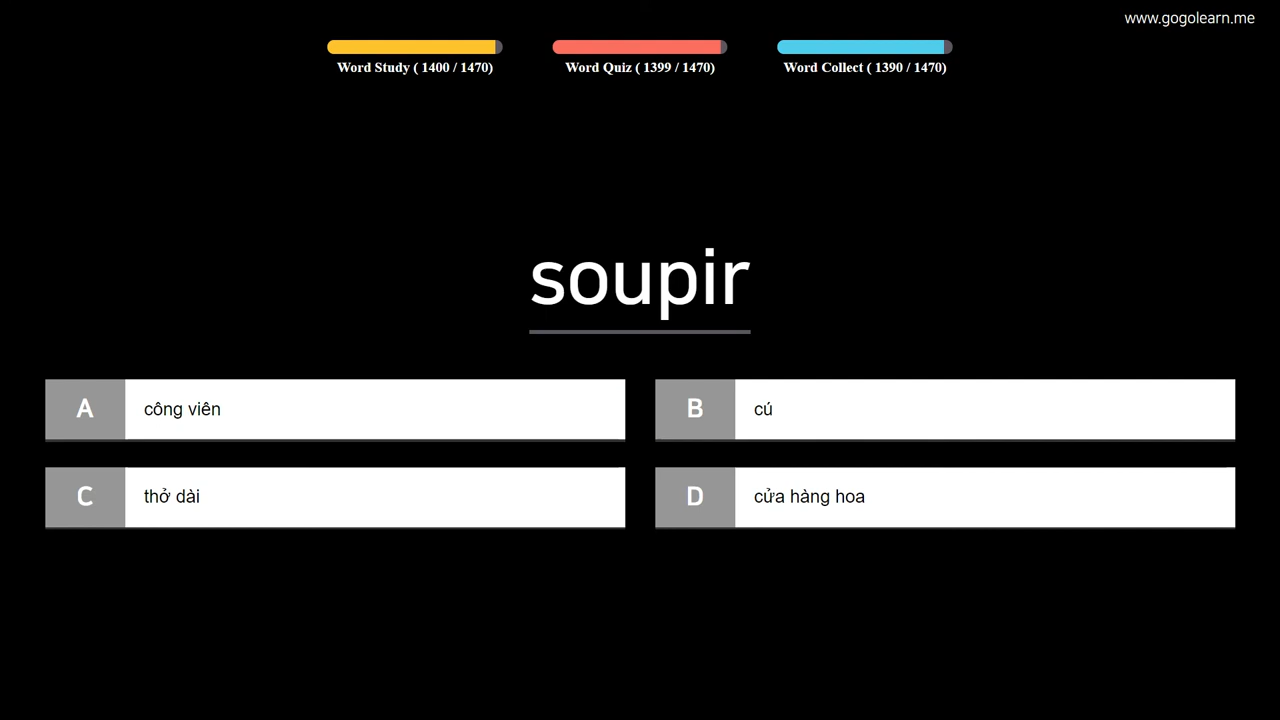 www.gogolearn.me
Word Study ( 1400 / 1470)
Word Quiz ( 1399 / 1470)
Word Collect ( 1390 / 1470)
soupir
A công viên
B cú
C thở dài
D cửa hàng hoa